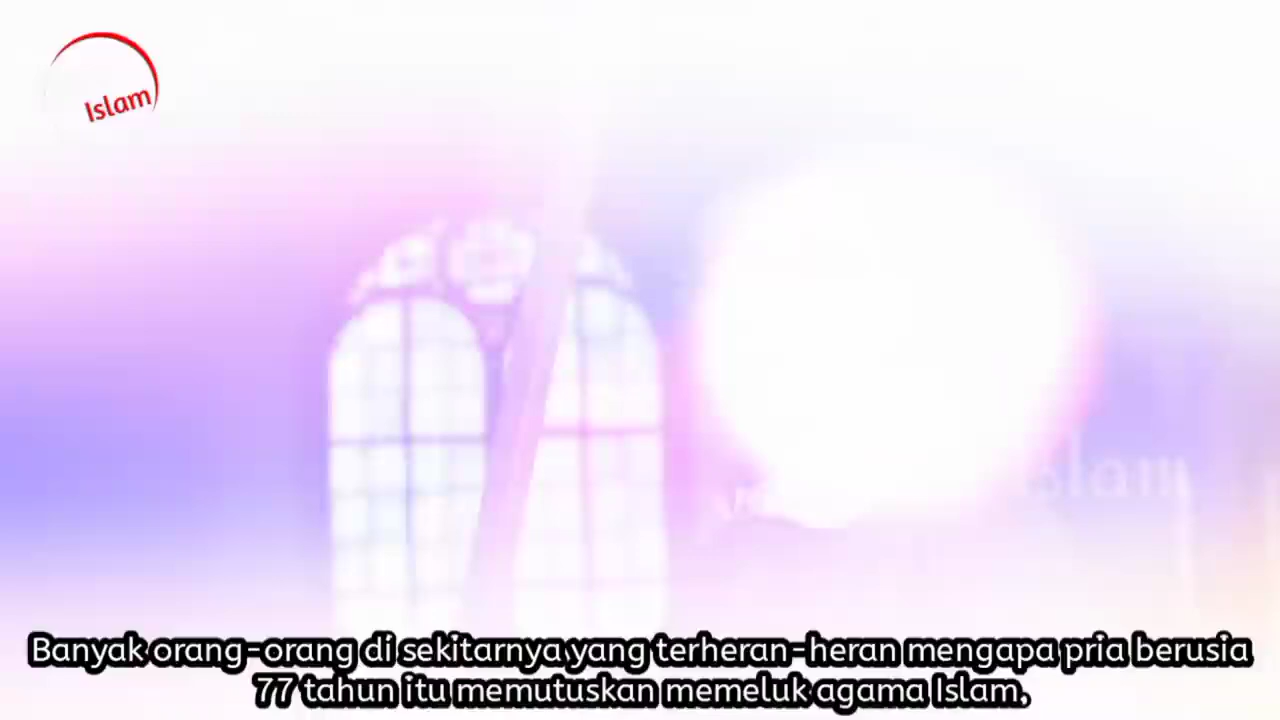 Islam
Islam
Banyak orang-orang di sekitarnya yang terheran-heran mengapa pria berusia
77 tahun itu memutuskan memeluk agama Islam.